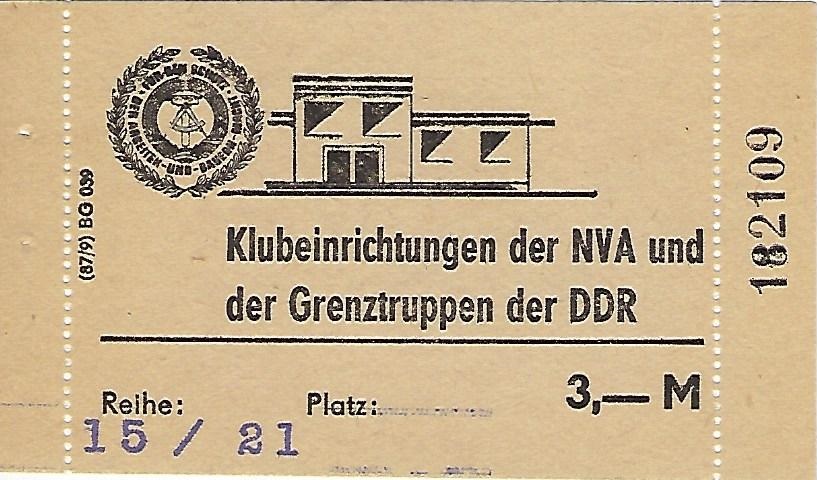 FÜR DEN SCHUTZ DER ARBEITER-UND-BAUERN-MACHT
(87/9) BG 039
Klubeinrichtungen der NVA und
der Grenztruppen der DDR
3,— M
Reihe: Platz:
15 / 21
182109